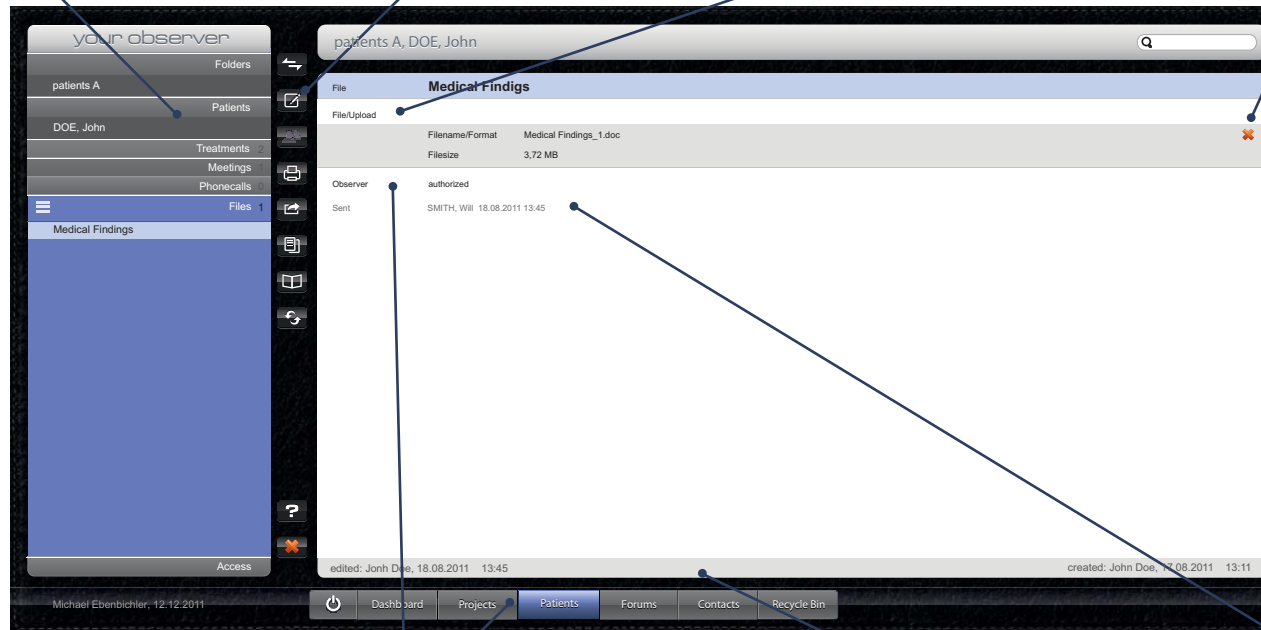 your observer
Folders
patients A
Patients
DOE, John
Treatments 2
Meetings 1
Phonecalls 0
Files 1
Medical Findings
Access
patients A, DOE, John
File Medical Findigs
File/Upload
Filename/Format Medical Findings_1.doc
Filesize 3,72 MB
Observer authorized
Sent SMITH, Will 18.08.2011 13:45
edited: Jonh Doe, 18.08.2011 13:45 created: John Doe, 17.08.2011 13:11
Michael Ebenbichler, 12.12.2011
Dashboard Projects Patients Forums Contacts Recycle Bin